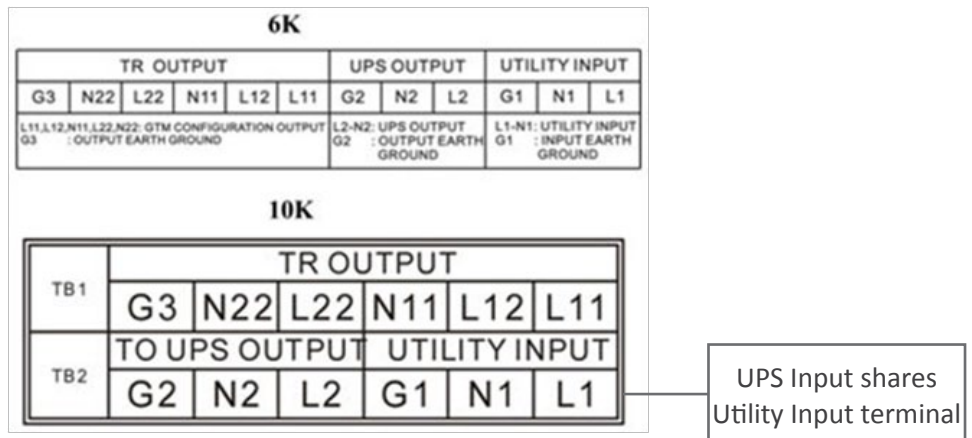 6K
TR OUTPUT UPS OUTPUT UTILITY INPUT
G3 N22 L22 N11 L12 L11 G2 N2 L2 G1 N1 L1
L11,L12,N11,L22,N22: GTM CONFIGURATION OUTPUT
G3 : OUTPUT EARTH GROUND
L2-N2: UPS OUTPUT
G2 : OUTPUT EARTH
GROUND
L1-N1: UTILITY INPUT
G1 : INPUT EARTH
GROUND
10K
TB1
TR OUTPUT
G3 N22 L22 N11 L12 L11
TB2
TO UPS OUTPUT UTILITY INPUT
G2 N2 L2 G1 N1 L1
UPS Input shares
Utility Input terminal